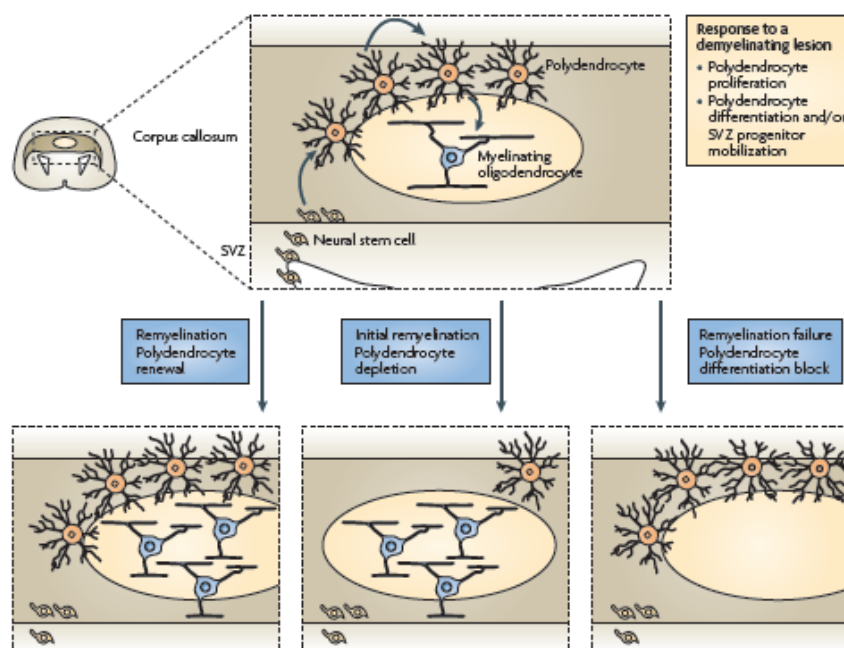 Response to a
demyelinating lesion
• Polydendrocyte
proliferation
• Polydendrocyte
differentiation and/or
SVZ progenitor
mobilization
Polydendrocyte
Corpus callosum
Myelinating
oligodendrocyte
Neural stem cell
SVZ
Remyelination
Polydendrocyte
renewal
Initial remyelination
Polydendrocyte
depletion
Remyelination failure
Polydendrocyte
differentiation block